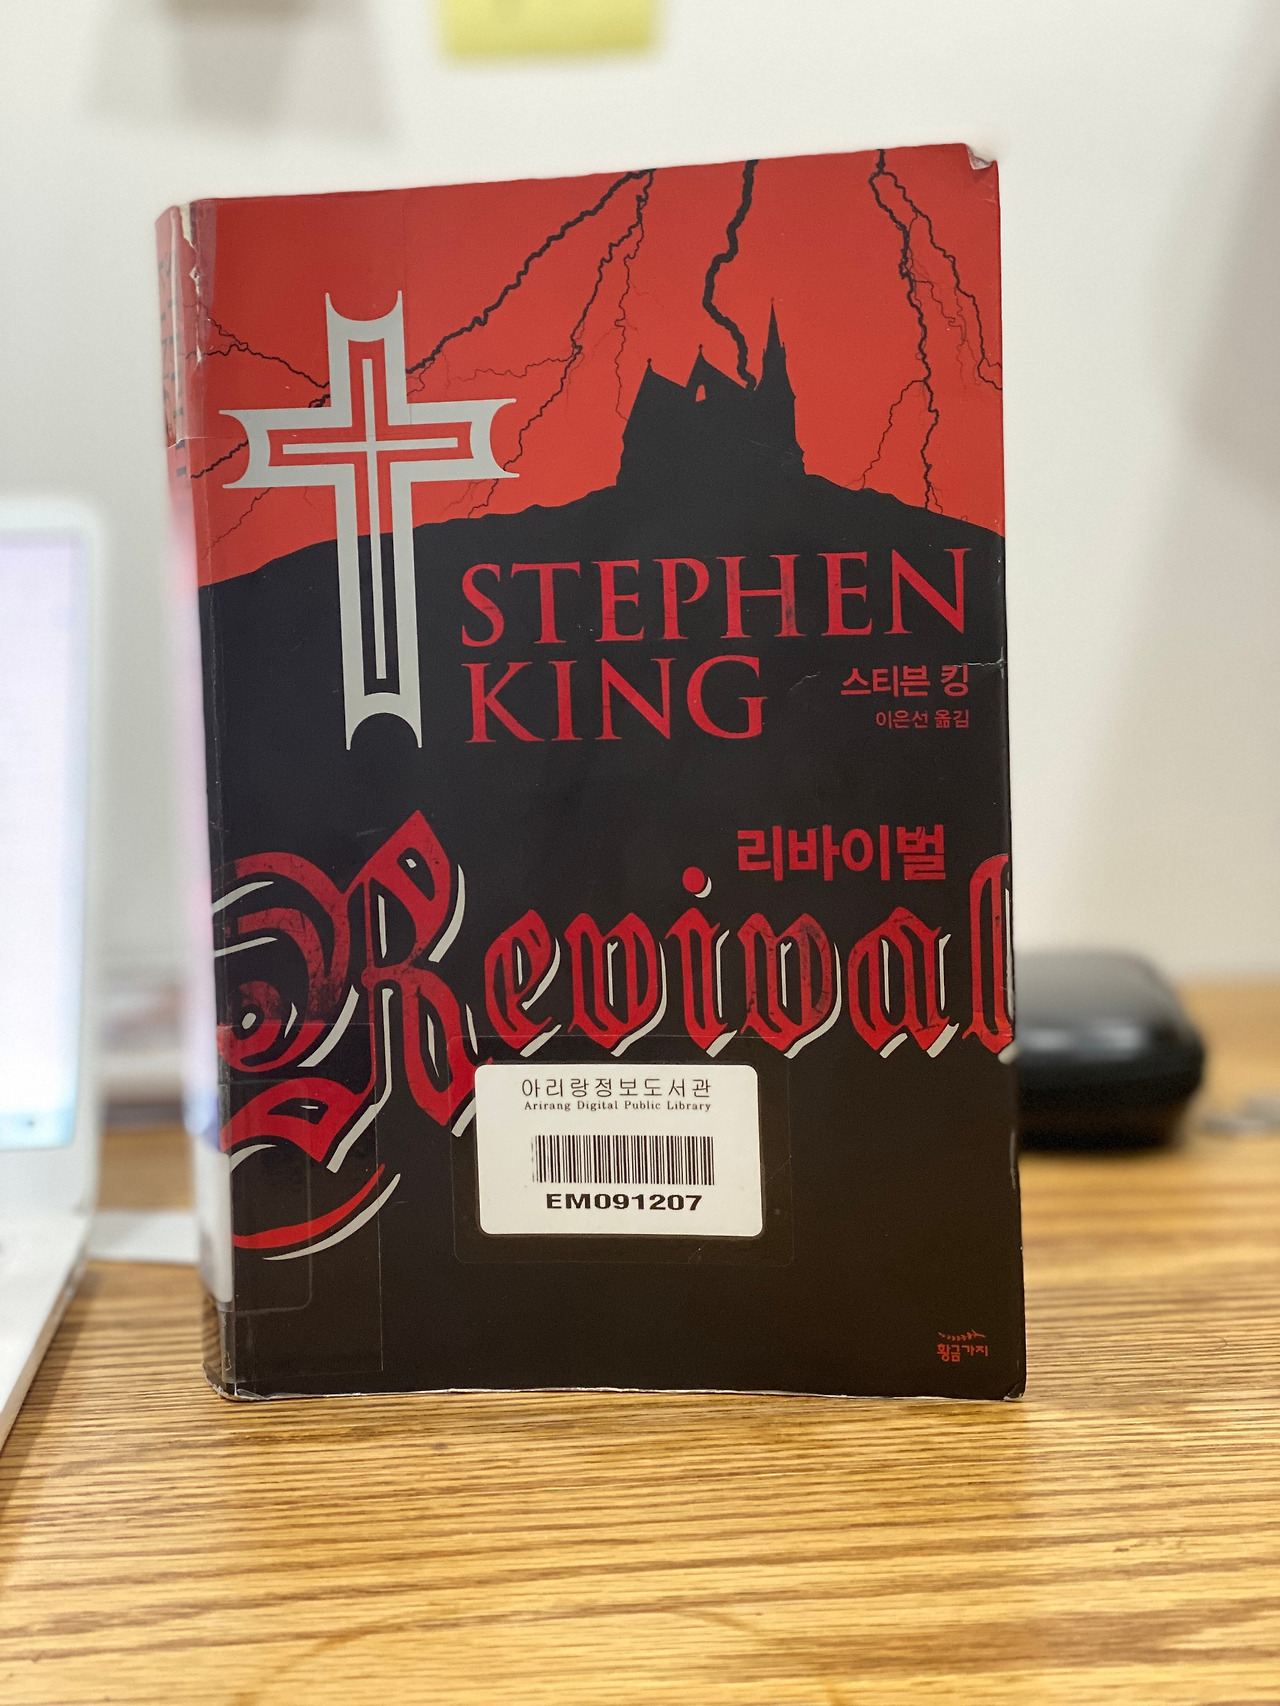 STEPHEN
KING
스티븐 킹
이은선 옮김
리바이벌
Revival
아리랑정보도서관
Arirang Digital Public Library
EM091207
황금가지